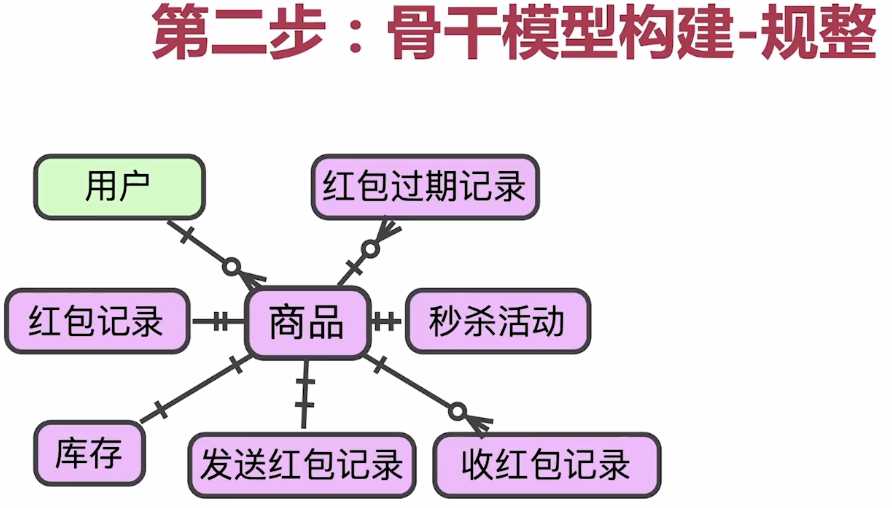 第二步：骨干模型构建-规整
用户
红包过期记录
红包记录
商品
秒杀活动
库存
发送红包记录
收红包记录